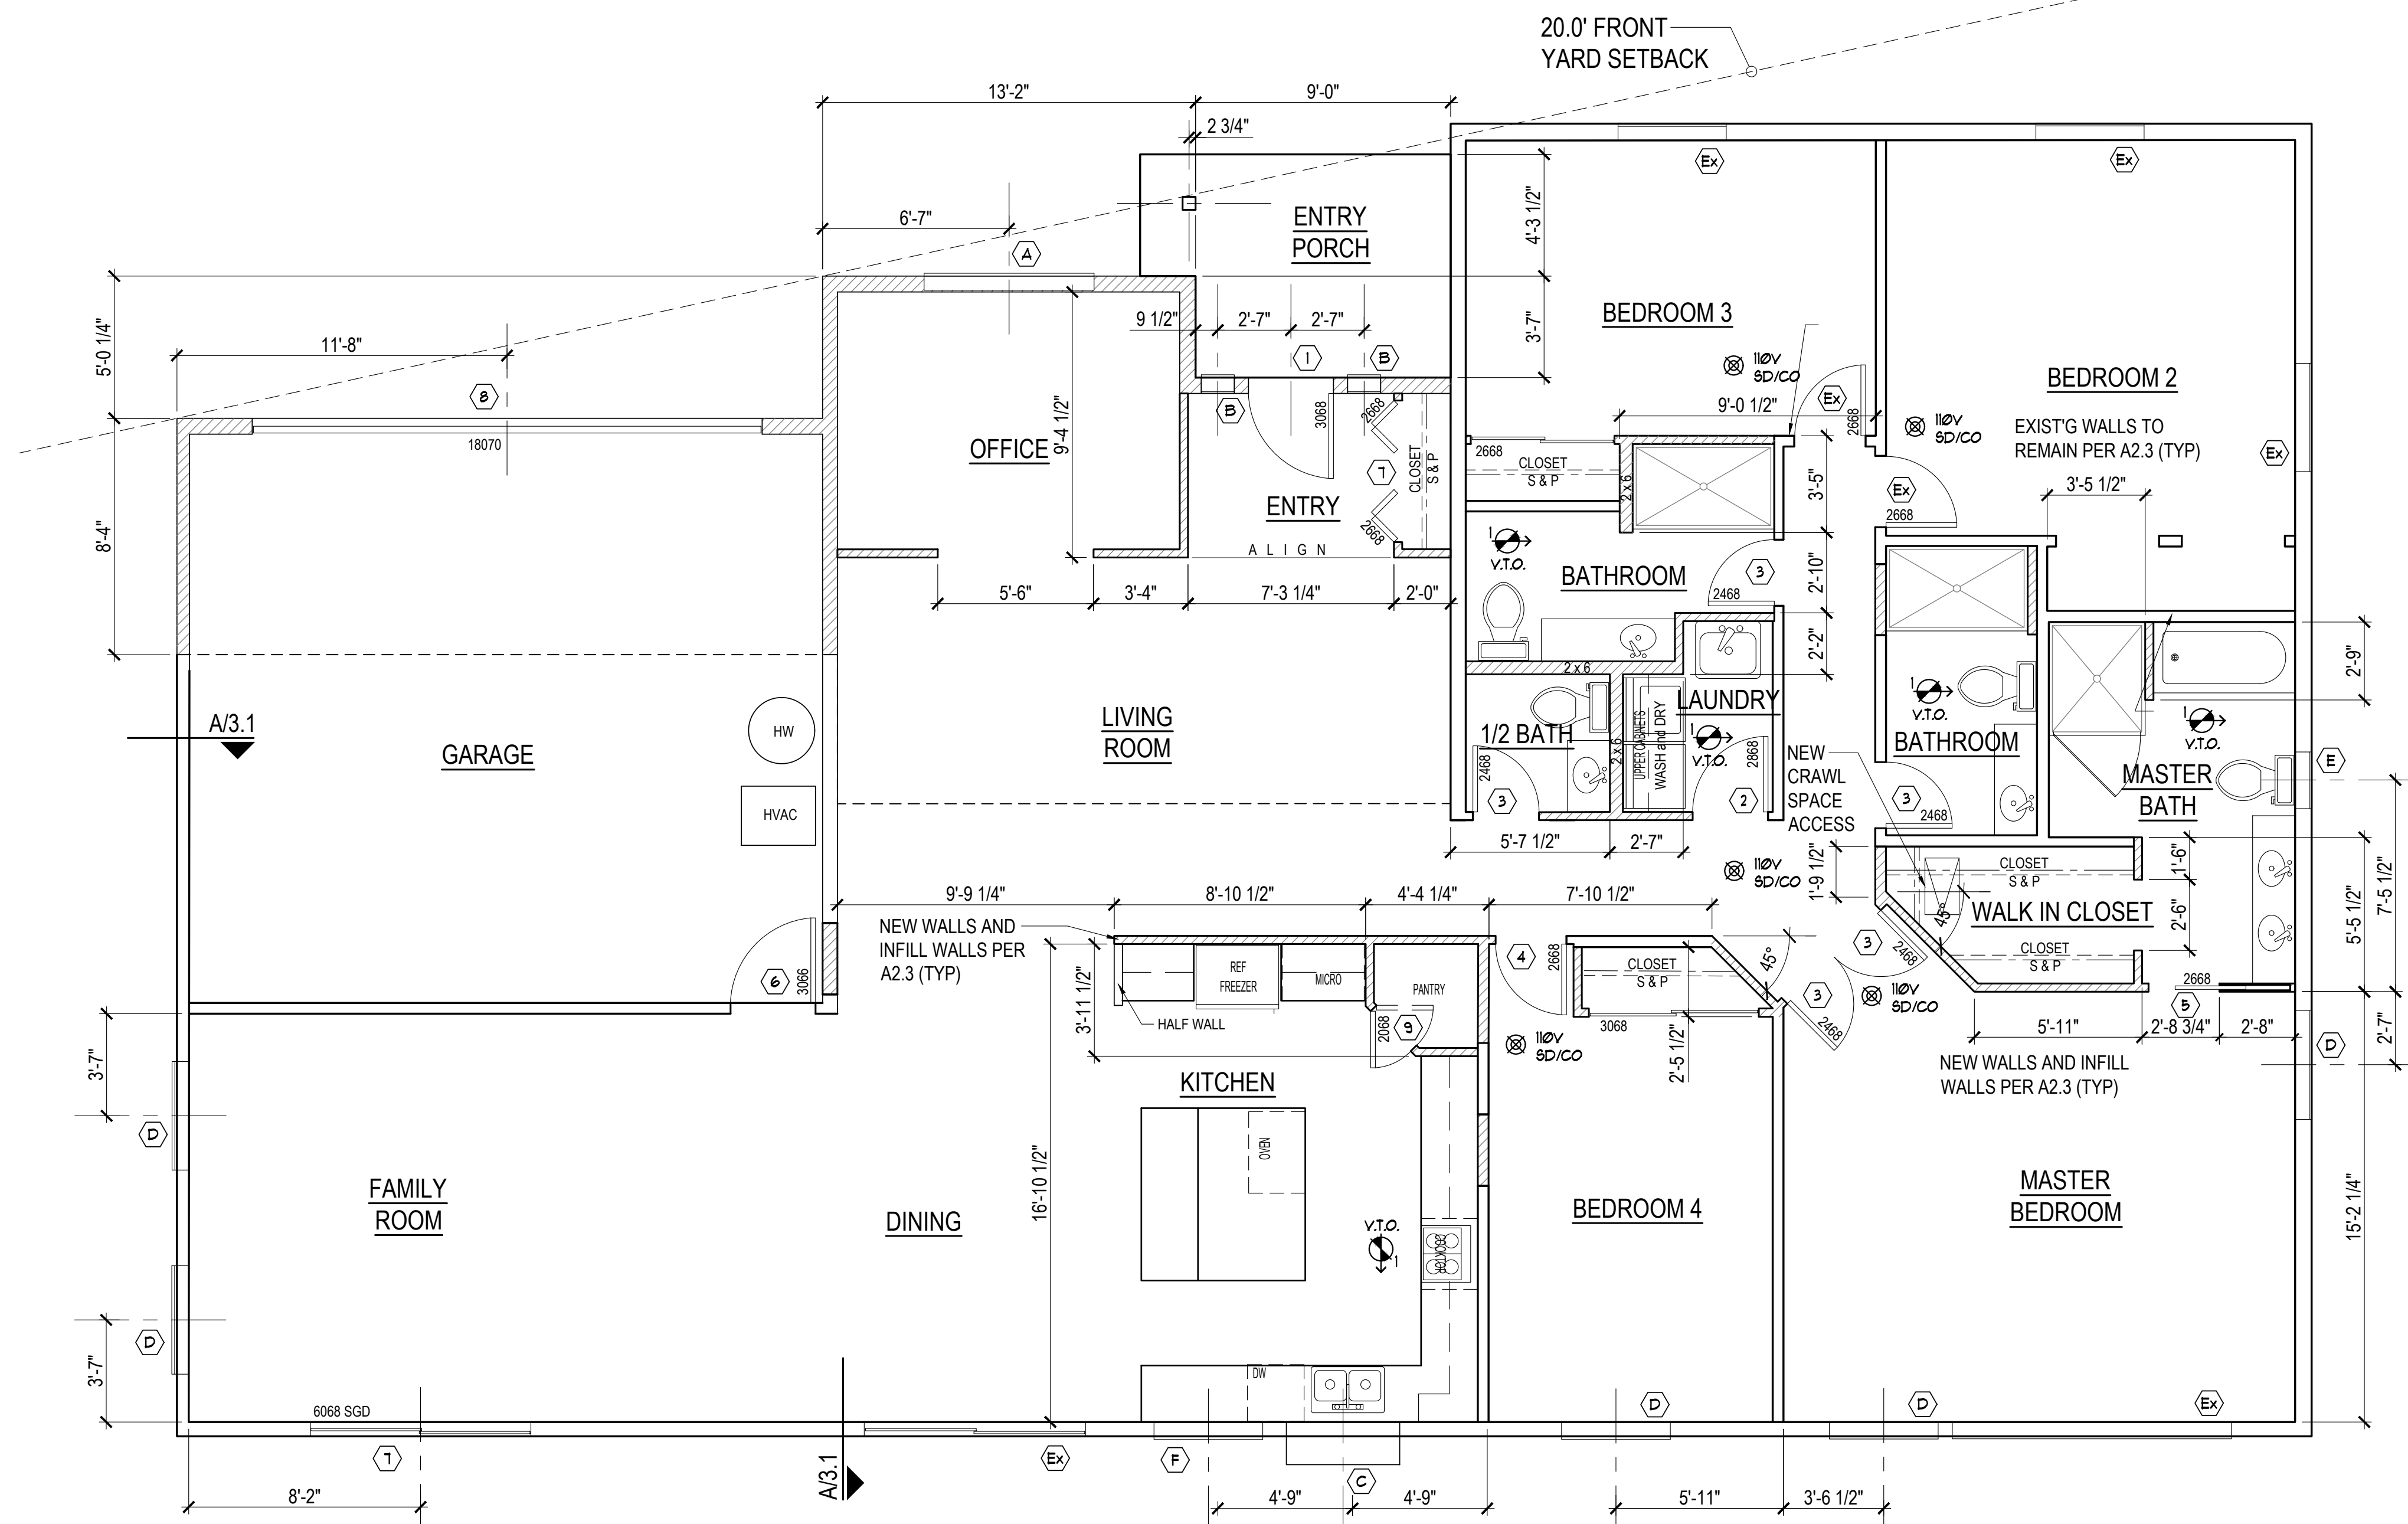 20.0' FRONT
YARD SETBACK
13'-2"
9'-0"
2 3/4"
6'-7"
A
ENTRY
PORCH
4'-3 1/2"
Ex
Ex
5'-0 1/4"
11'-8"
8
18070
9 1/2"
2'-7"
2'-7"
3'-7"
1
B
B
3068
2668
2668
7
CLOSET
S & P
OFFICE
9'-4 1/2"
ENTRY
A L I G N
BEDROOM 3
110V
SD/CO
Ex
2668
9'-0 1/2"
BEDROOM 2
110V
SD/CO
EXIST'G WALLS TO
REMAIN PER A2.3 (TYP)
Ex
2668
CLOSET
S & P
2 x 6
3'-5"
Ex
2668
3'-5 1/2"
8'-4"
5'-6"
3'-4"
7'-3 1/4"
2'-0"
1
V.T.O.
BATHROOM
3
2468
2'-10"
2'-2"
2 x 6
2'-9"
A/3.1
GARAGE
HW
HVAC
LIVING
ROOM
1/2 BATH
2468
3
2 x 6
UPPER CABINETS
WASH and DRY
LAUNDRY
1
V.T.O.
2868
2
NEW
CRAWL
SPACE
ACCESS
1
V.T.O.
BATHROOM
3
2468
1
V.T.O.
MASTER
BATH
E
5'-7 1/2"
2'-7"
110V
SD/CO
1'-9 1/2"
CLOSET
S & P
1'-6"
WALK IN CLOSET
45°
2'-6"
CLOSET
S & P
5'-5 1/2"
7'-5 1/2"
9'-9 1/4"
8'-10 1/2"
4'-4 1/4"
7'-10 1/2"
NEW WALLS AND
INFILL WALLS PER
A2.3 (TYP)
3'-11 1/2"
REF
FREEZER
MICRO
PANTRY
HALF WALL
2068
9
4
2668
CLOSET
S & P
45°
3
2468
3
2468
110V
SD/CO
2668
5
6
3066
3068
2'-5 1/2"
110V
SD/CO
5'-11"
2'-8 3/4"
2'-8"
2'-7"
D
NEW WALLS AND INFILL
WALLS PER A2.3 (TYP)
3'-7"
D
KITCHEN
OVEN
16'-10 1/2"
FAMILY
ROOM
DINING
V.T.O.
1
COOKTOP
BEDROOM 4
MASTER
BEDROOM
15'-2 1/4"
D
3'-7"
6068 SGD
DW
D
D
Ex
7
Ex
F
C
A/3.1
8'-2"
4'-9"
4'-9"
5'-11"
3'-6 1/2"